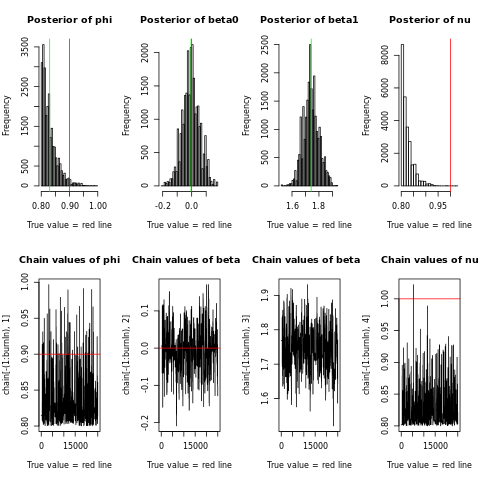 Posterior of phi
Posterior of beta0
Posterior of beta1
Posterior of nu
Frequency
0 500 1500 2500 3500
0.80 0.90 1.00
True value = red line
Frequency
0 500 1000 1500 2000
-0.2 0.0
True value = red line
Frequency
0 500 1000 1500 2000 2500
1.6 1.8
True value = red line
Frequency
0 2000 4000 6000 8000
0.80 0.95
True value = red line
Chain values of phi
Chain values of beta
Chain values of beta
Chain values of nu
chain[-(1:burnIn), 1]
0.80 0.85 0.90 0.95 1.00
0 15000
True value = red line
chain[-(1:burnIn), 2]
-0.2 -0.1 0.0 0.1
0 15000
True value = red line
chain[-(1:burnIn), 3]
1.6 1.7 1.8 1.9
0 15000
True value = red line
chain[-(1:burnIn), 4]
0.80 0.85 0.90 0.95 1.00
0 15000
True value = red line